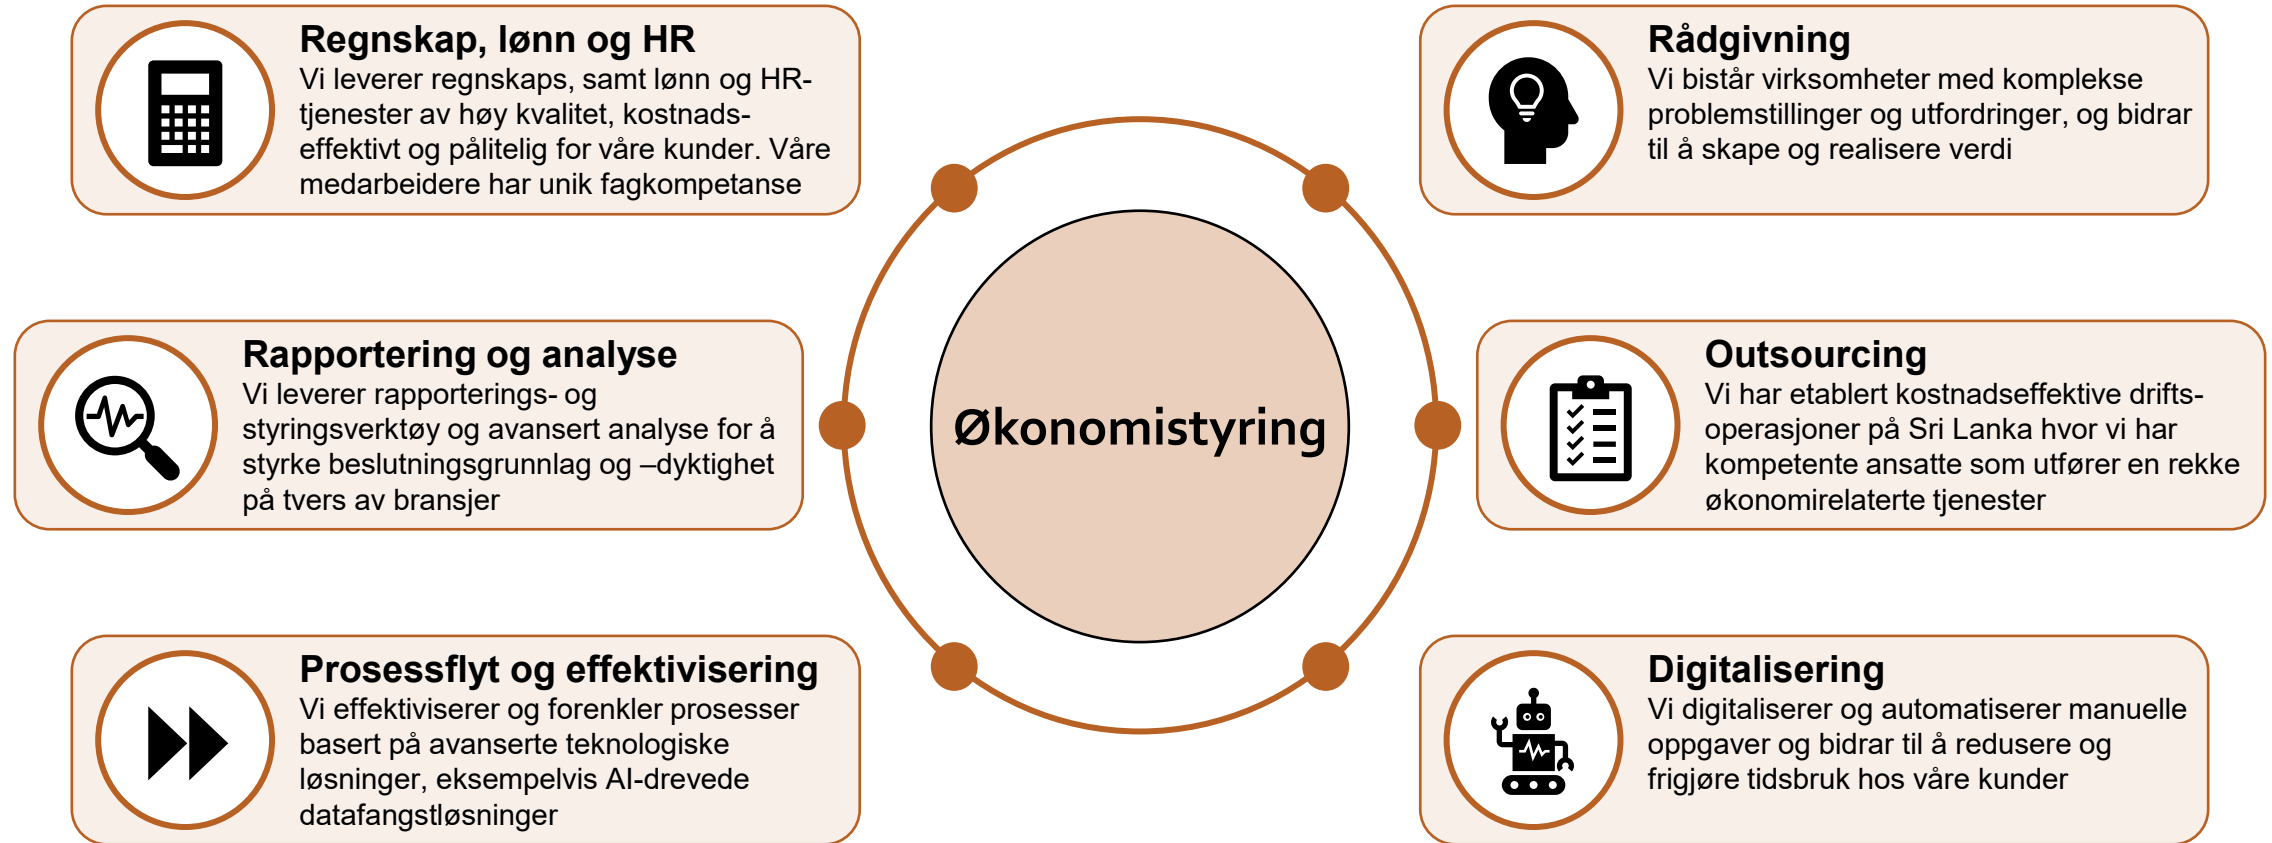 Regnskap, lønn og HR
Vi leverer regnskaps, samt lønn og HR-
tjenester av høy kvalitet, kostnads-
effektivt og pålitelig for våre kunder. Våre
medarbeidere har unik fagkompetanse
Rapportering og analyse
Vi leverer rapporterings- og
styringsverktøy og avansert analyse for å
styrke beslutningsgrunnlag og –dyktighet
på tvers av bransjer
Prosessflyt og effektivisering
Vi effektiviserer og forenkler prosesser
basert på avanserte teknologiske
løsninger, eksempelvis AI-drevede
datafangstløsninger
Økonomistyring
Rådgivning
Vi bistår virksomheter med komplekse
problemstillinger og utfordringer, og bidrar
til å skape og realisere verdi
Outsourcing
Vi har etablert kostnadseffektive drifts-
operasjoner på Sri Lanka hvor vi har
kompetente ansatte som utfører en rekke
økonomirelaterte tjenester
Digitalisering
Vi digitaliserer og automatiserer manuelle
oppgaver og bidrar til å redusere og
frigjøre tidsbruk hos våre kunder